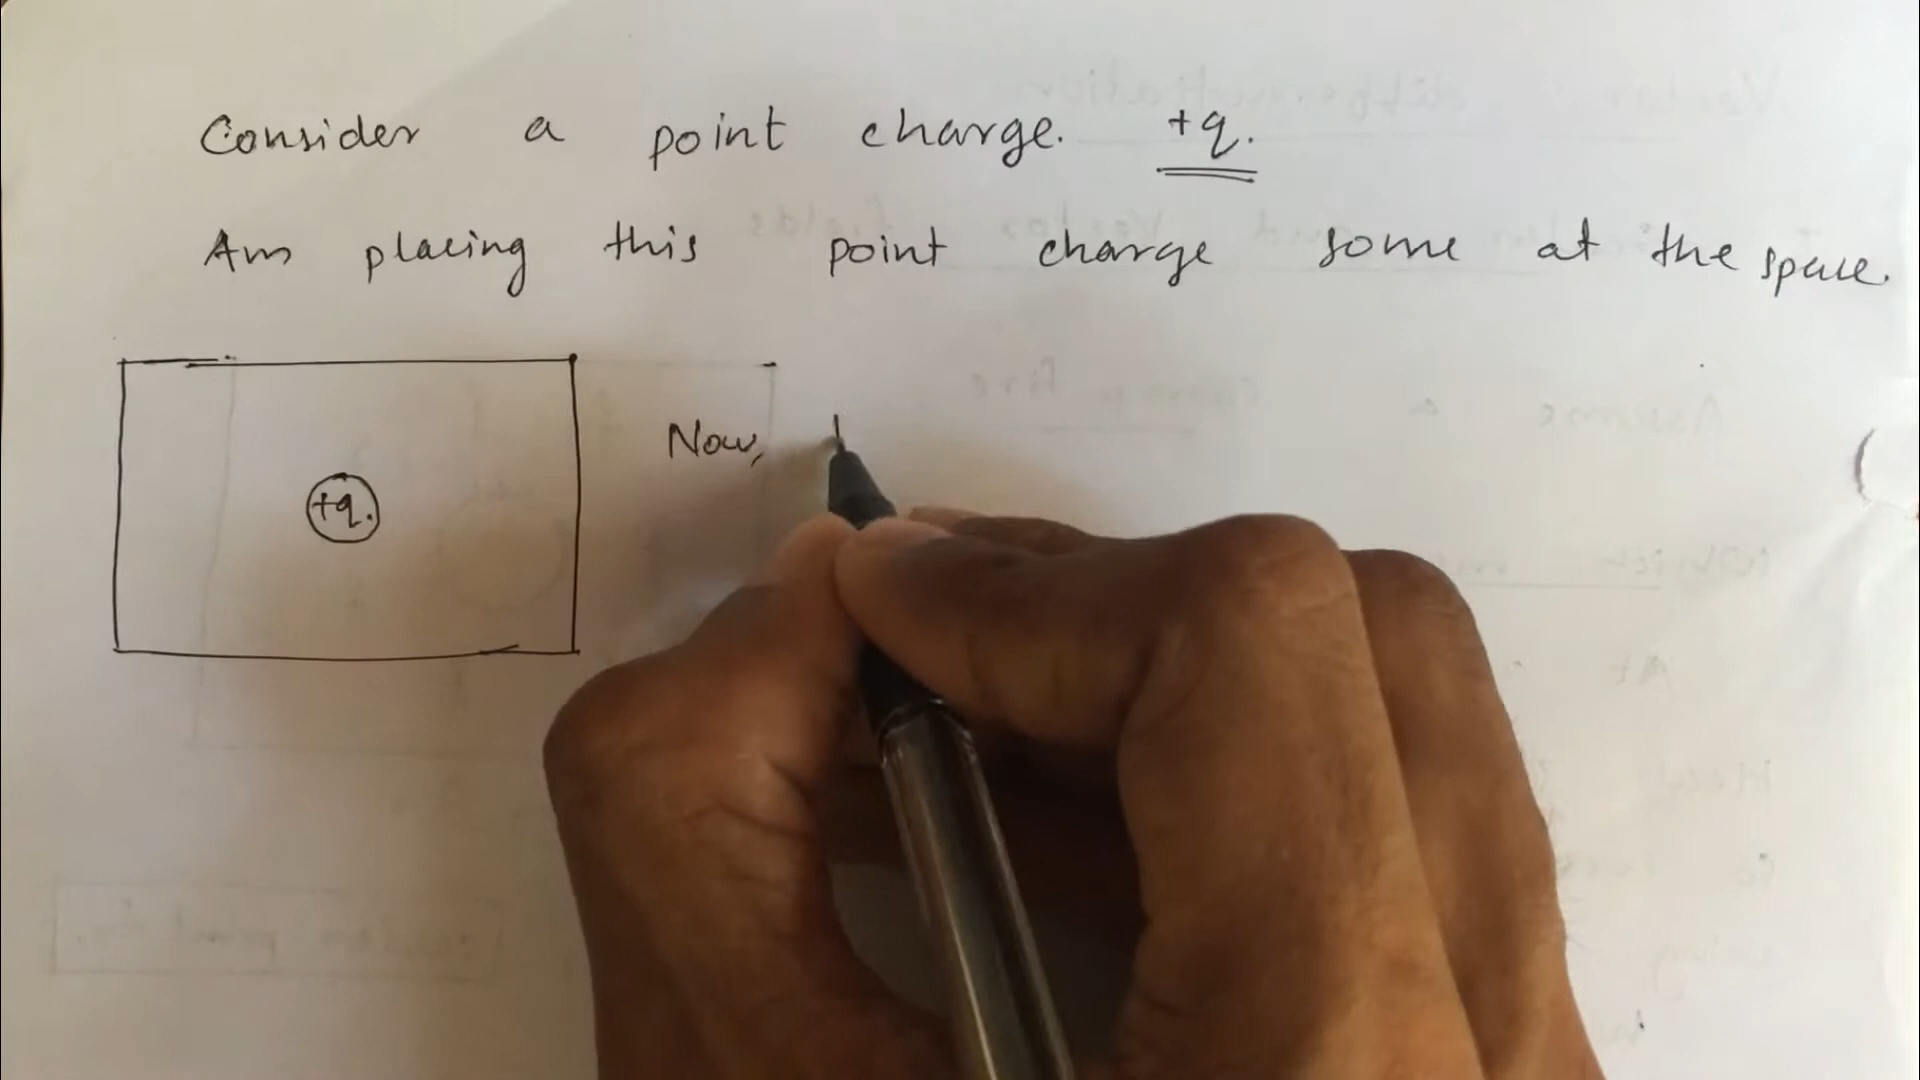 Consider a point charge. +q.
Am placing this point charge some at the space.
+q.
Now,